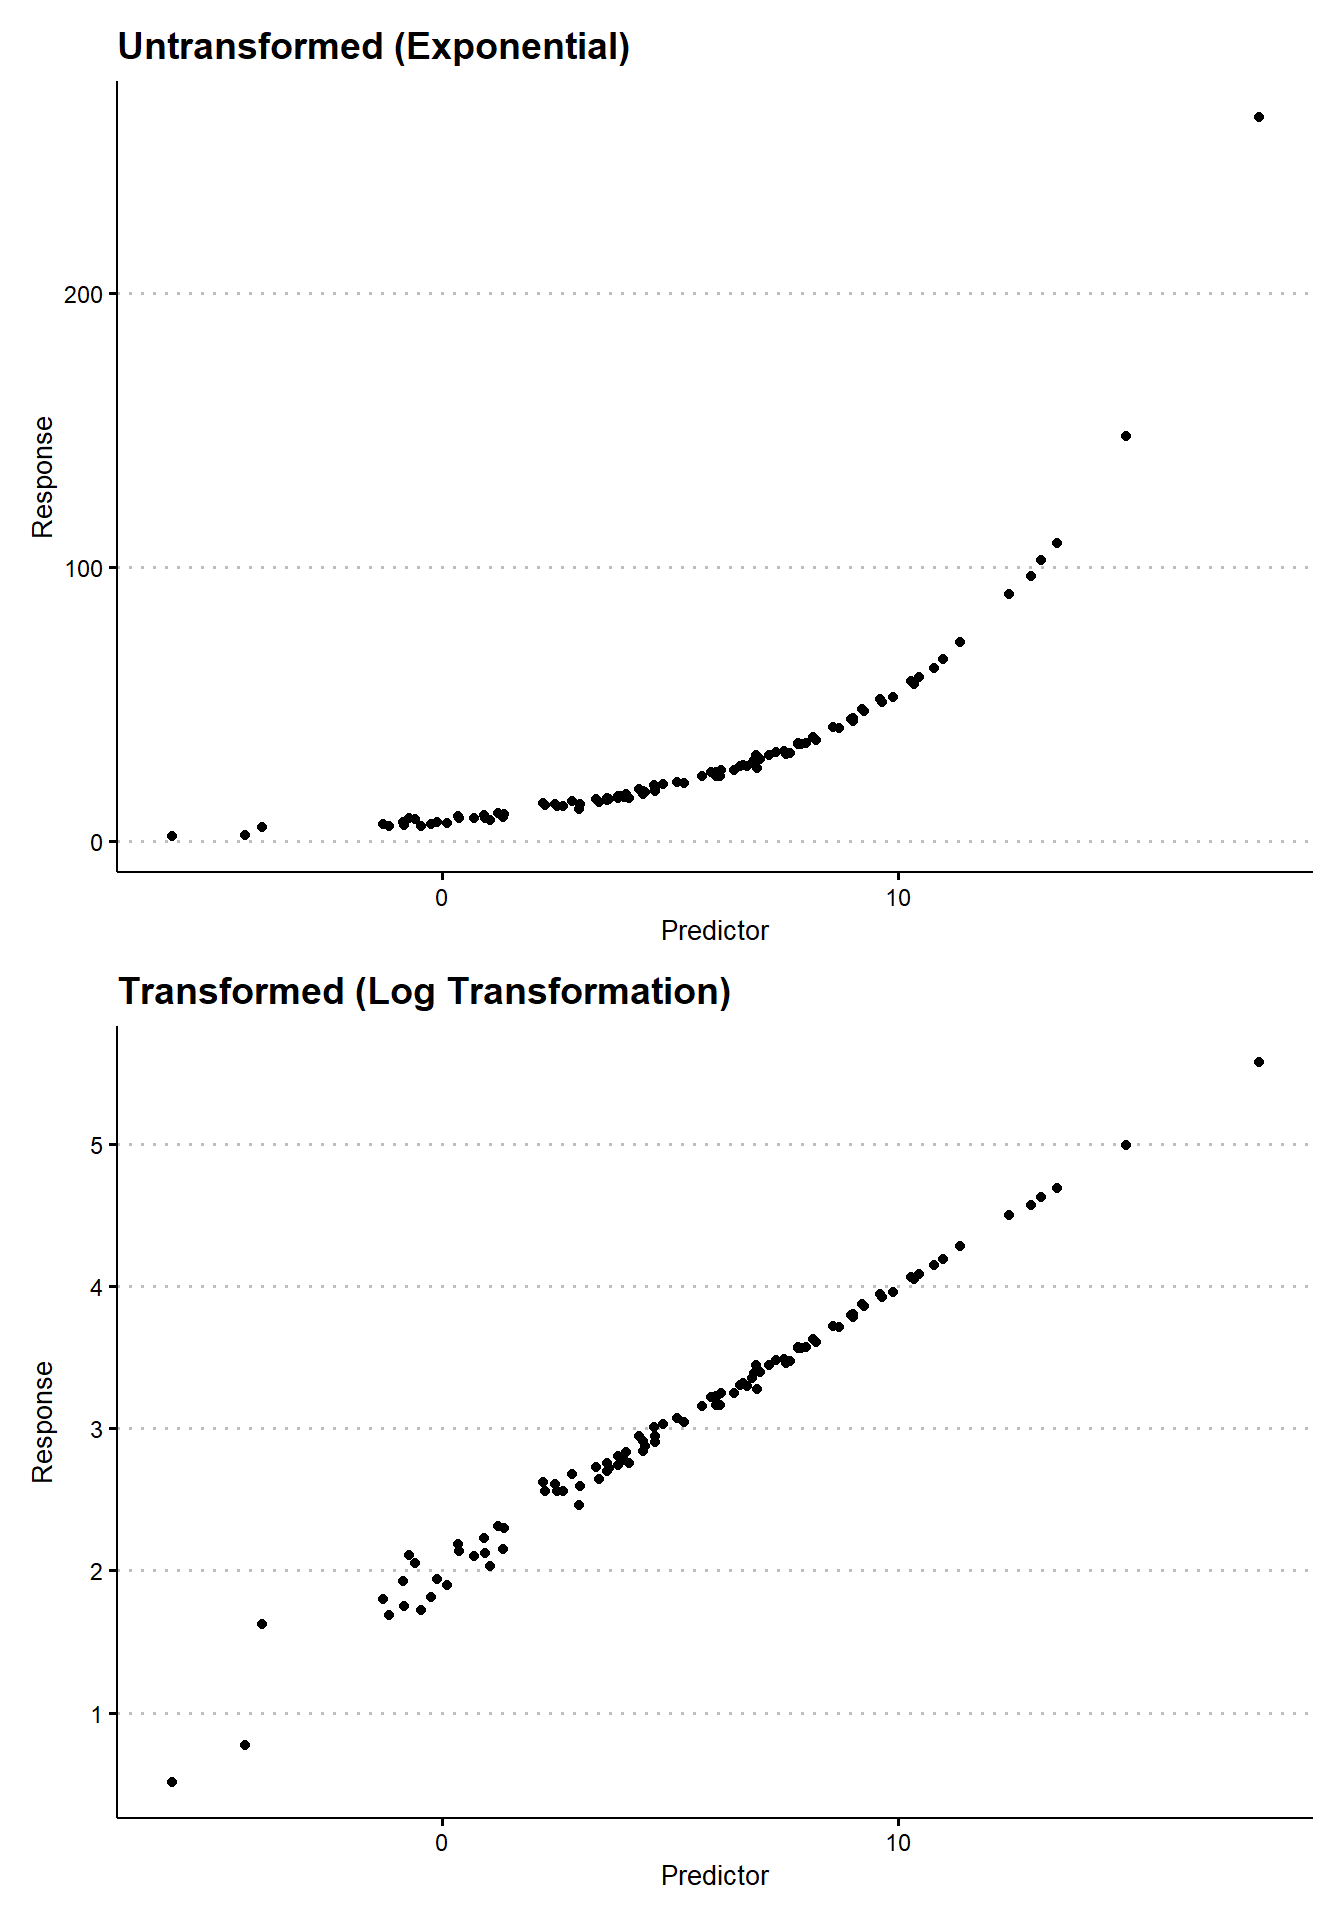 Untransformed (Exponential)
200
100
0
Response
0
10
Predictor
Transformed (Log Transformation)
5
4
3
2
1
Response
0
10
Predictor